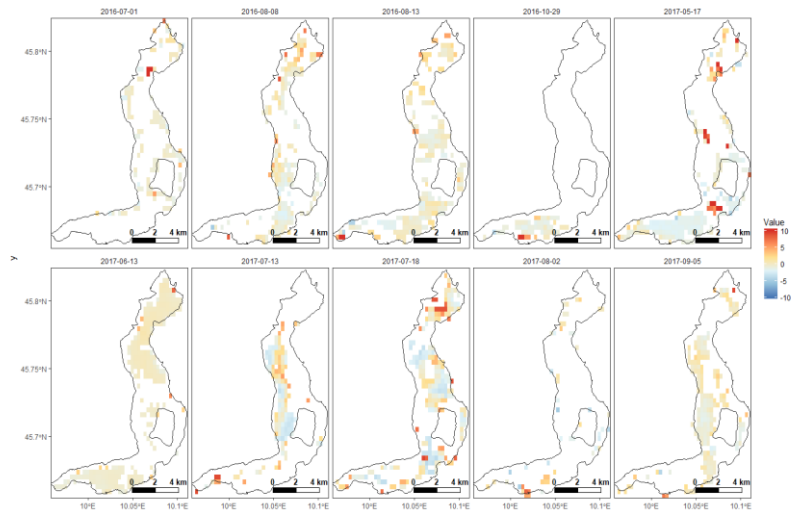 2016-07-01 2016-08-08 2016-08-13 2016-10-29 2017-05-17
45.8°N
45.75°N
45.7°N
0 2 4 km 0 2 4 km 0 2 4 km 0 2 4 km 0 2 4 km
Value
10
5
0
-5
-10
y
2017-06-13 2017-07-13 2017-07-18 2017-08-02 2017-09-05
45.8°N
45.75°N
45.7°N
0 2 4 km 0 2 4 km 0 2 4 km 0 2 4 km 0 2 4 km
10°E 10.05°E 10.1°E 10°E 10.05°E 10.1°E 10°E 10.05°E 10.1°E 10°E 10.05°E 10.1°E 10°E 10.05°E 10.1°E